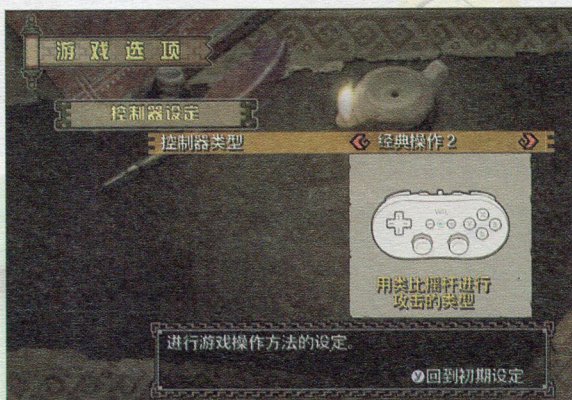 游戏选项
控制器设定
控制器类型 经典操作2
Wii
用类比摇杆进行
攻击的类型
进行游戏操作方法的设定。
Y回到初期设定